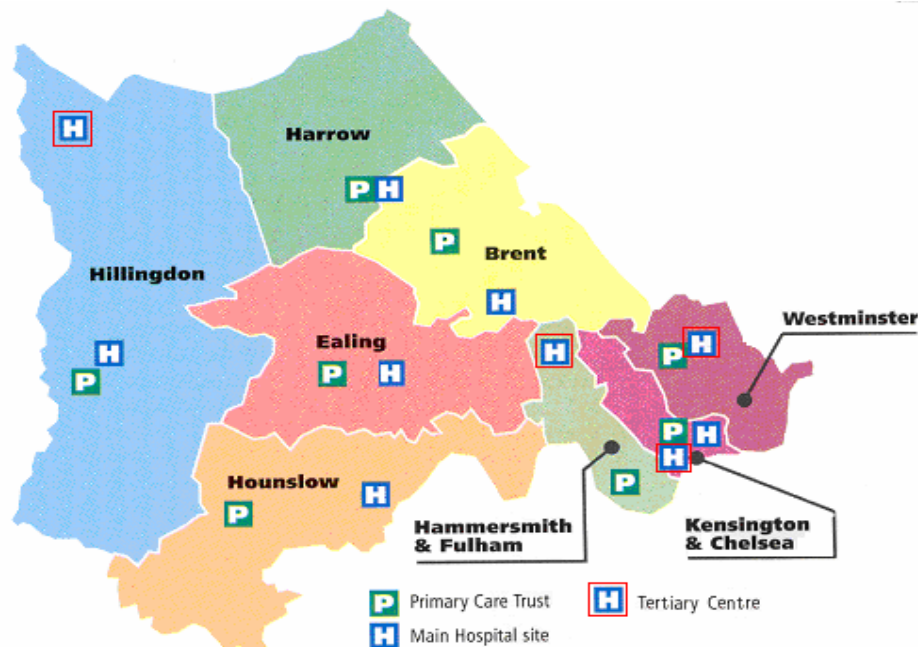 H
Harrow
P H
P
Brent
Hillingdon
H
Westminster
Ealing
H
P H
H
P
P H
P H
P H
H
Hounslow
H
P
P
Hammersmith
& Fulham
Kensington
& Chelsea
P Primary Care Trust
H Tertiary Centre
H Main Hospital site